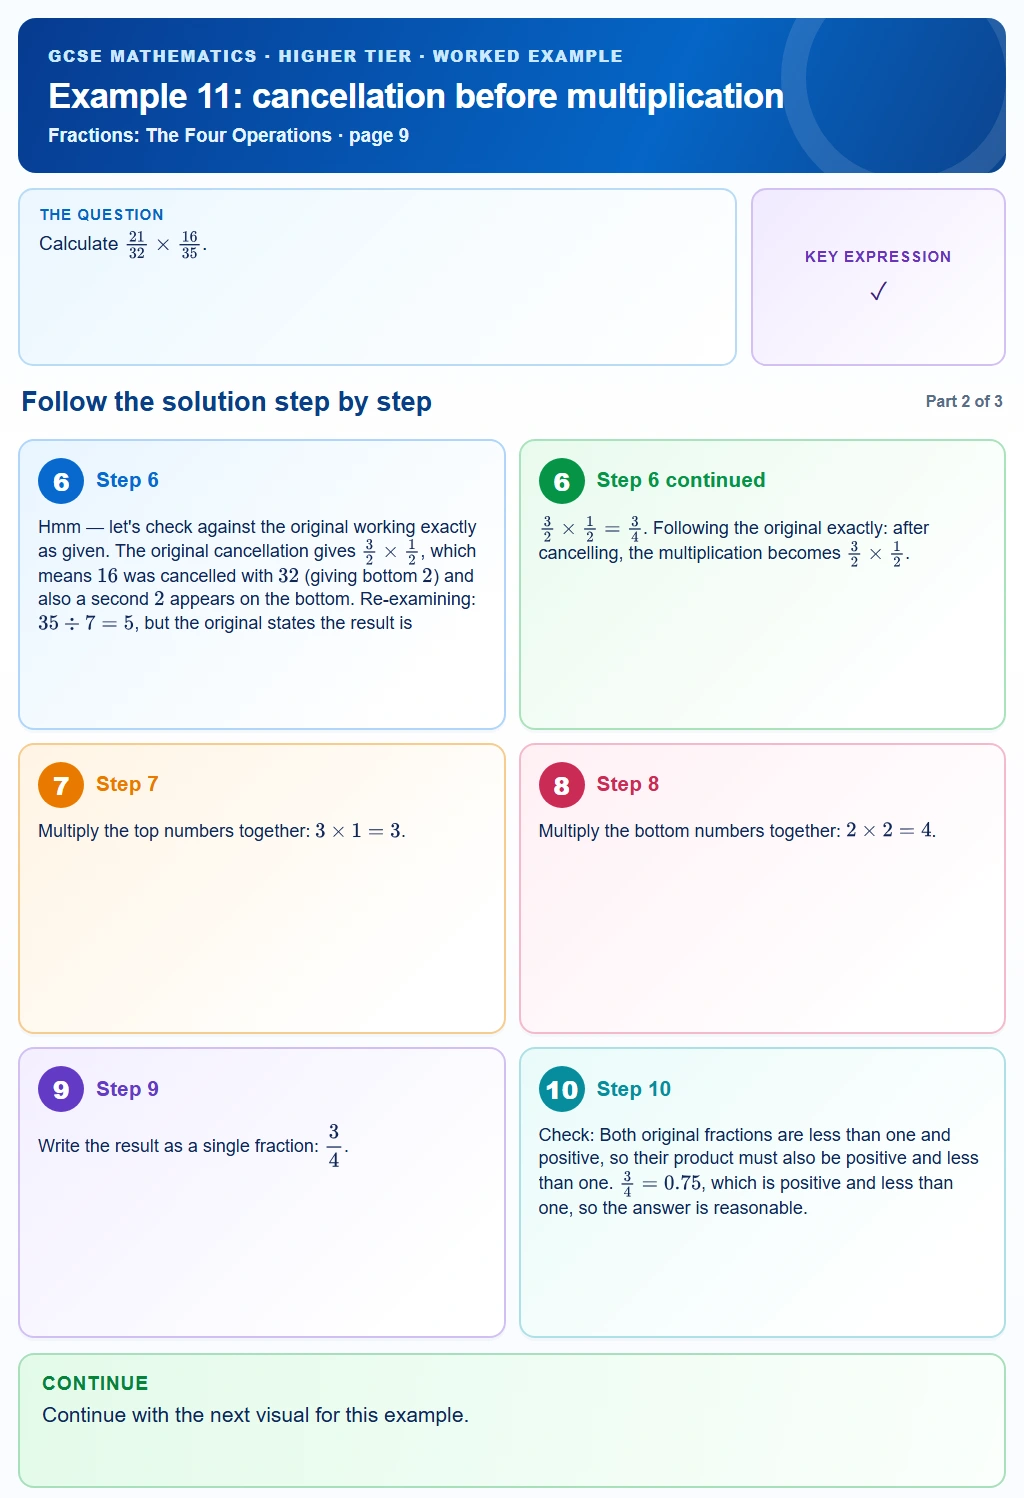 GCSE MATHEMATICS · HIGHER TIER · WORKED EXAMPLE
Example 11: cancellation before multiplication
Fractions: The Four Operations · page 9
THE QUESTION
Calculate 21/32 × 16/35.
KEY EXPRESSION
✓
Follow the solution step by step
Part 2 of 3
6 Step 6
Hmm — let's check against the original working exactly
as given. The original cancellation gives 3/2 × 1/2, which
means 16 was cancelled with 32 (giving bottom 2) and
also a second 2 appears on the bottom. Re-examining:
35 ÷ 7 = 5, but the original states the result is
6 Step 6 continued
3/2 × 1/2 = 3/4. Following the original exactly: after
cancelling, the multiplication becomes 3/2 × 1/2.
7 Step 7
Multiply the top numbers together: 3 × 1 = 3.
8 Step 8
Multiply the bottom numbers together: 2 × 2 = 4.
9 Step 9
Write the result as a single fraction: 3/4.
10 Step 10
Check: Both original fractions are less than one and
positive, so their product must also be positive and less
than one. 3/4 = 0.75, which is positive and less than
one, so the answer is reasonable.
CONTINUE
Continue with the next visual for this example.